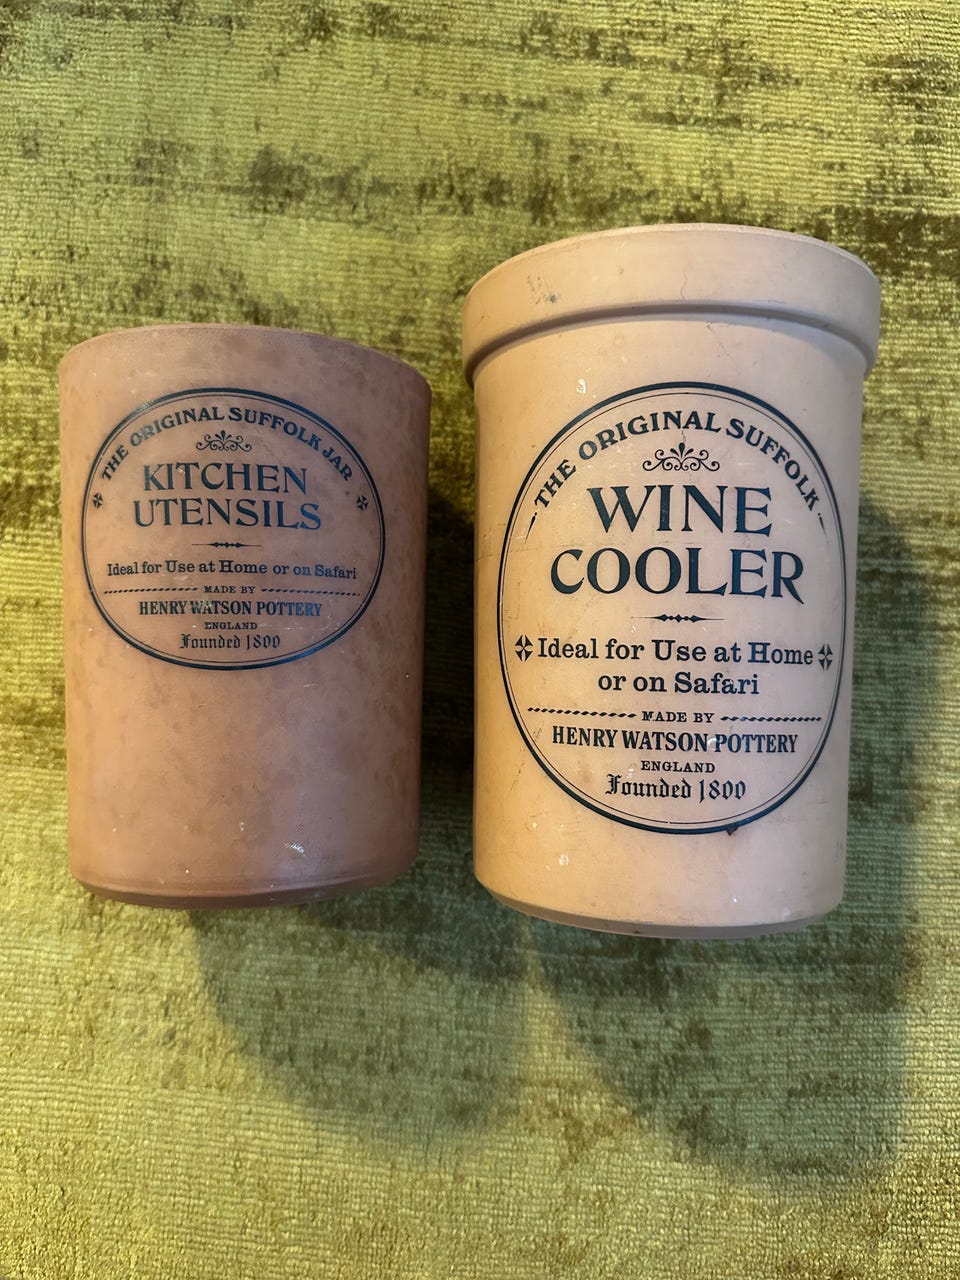 THE ORIGINAL SUFFOLK JAR
KITCHEN
UTENSILS
Ideal for Use at Home or on Safari
MADE BY
HENRY WATSON POTTERY
ENGLAND
Founded 1800
THE ORIGINAL SUFFOLK
WINE
COOLER
Ideal for Use at Home
or on Safari
MADE BY
HENRY WATSON POTTERY
ENGLAND
Founded 1800